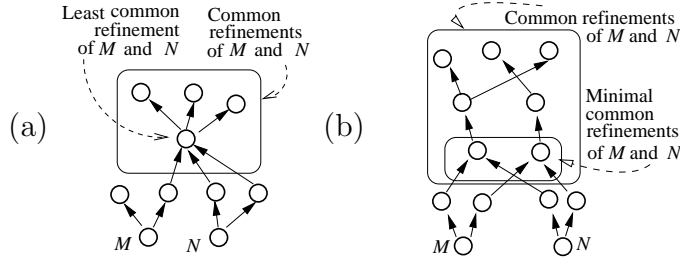 (a)
Least common
refinement
of M and N
Common
refinements
of M and N
M
N
(b)
Common refinements
of M and N
Minimal
common
refinements
of M and N
M
N